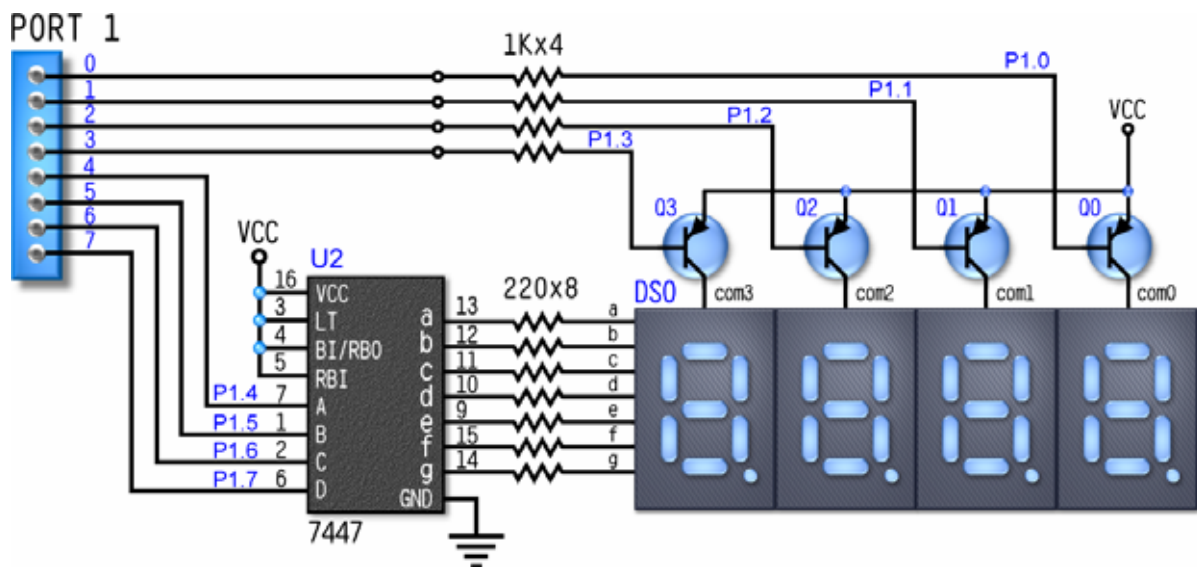 PORT 1
0
1
2
3
4
5
6
7
1Kx4
P1.0
P1.1
P1.2
P1.3
VCC
Q3
Q2
Q1
Q0
VCC
U2
16
3
4
5
7
1
2
6
P1.4
P1.5
P1.6
P1.7
VCC
LT
BI/RBO
RBI
A
B
C
D
a
b
c
d
e
f
g
GND
13
12
11
10
9
15
14
7447
220x8
a
b
c
d
e
f
g
DS0
com3
com2
com1
com0